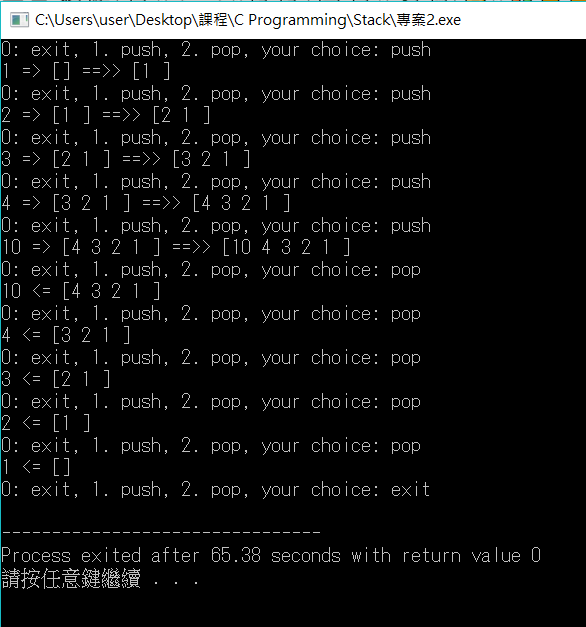 C:\Users\user\Desktop\課程\C Programming\Stack\專案2.exe
0: exit, 1. push, 2. pop, your choice: push
1 => [] ==>> [1 ]
0: exit, 1. push, 2. pop, your choice: push
2 => [1 ] ==>> [2 1 ]
0: exit, 1. push, 2. pop, your choice: push
3 => [2 1 ] ==>> [3 2 1 ]
0: exit, 1. push, 2. pop, your choice: push
4 => [3 2 1 ] ==>> [4 3 2 1 ]
0: exit, 1. push, 2. pop, your choice: push
10 => [4 3 2 1 ] ==>> [10 4 3 2 1 ]
0: exit, 1. push, 2. pop, your choice: pop
10 <= [4 3 2 1 ]
0: exit, 1. push, 2. pop, your choice: pop
4 <= [3 2 1 ]
0: exit, 1. push, 2. pop, your choice: pop
3 <= [2 1 ]
0: exit, 1. push, 2. pop, your choice: pop
2 <= [1 ]
0: exit, 1. push, 2. pop, your choice: pop
1 <= []
0: exit, 1. push, 2. pop, your choice: exit
--------------------------------
Process exited after 65.38 seconds with return value 0
請按任意鍵繼續 . . .